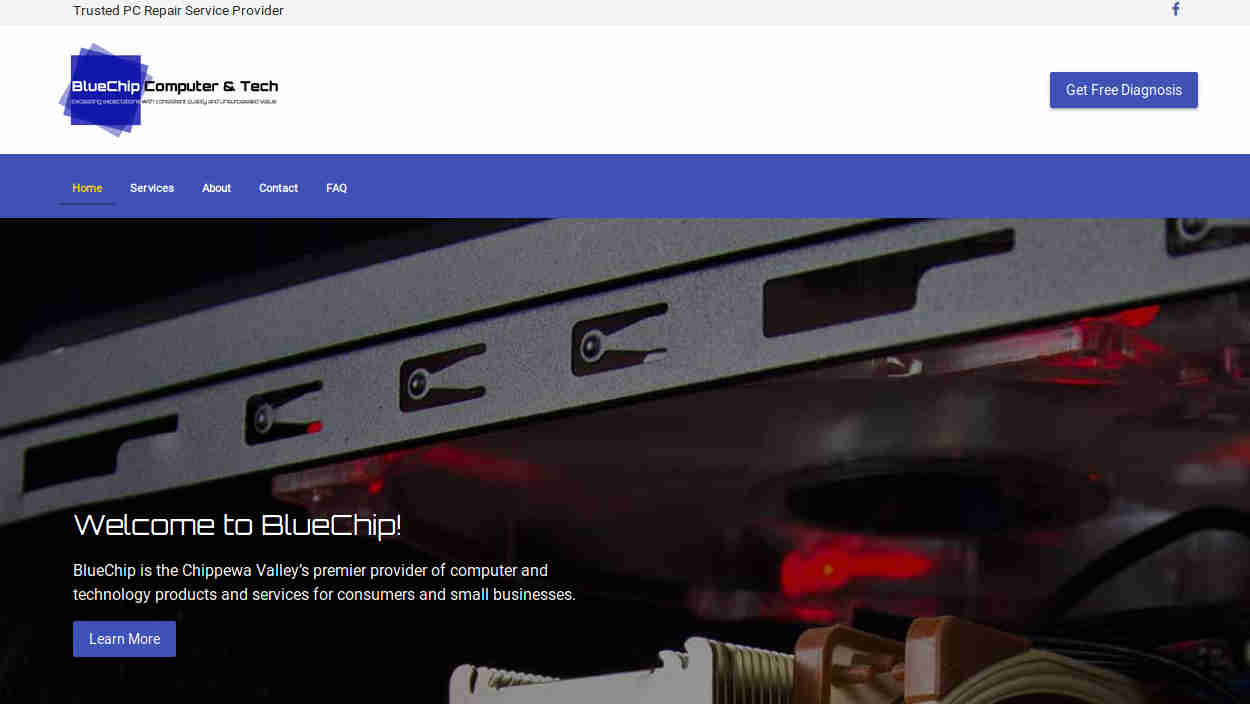 Trusted PC Repair Service Provider
BlueChip Computer & Tech
Exceeding expectations with consistent quality and unsurpassed value
Get Free Diagnosis
Home Services About Contact FAQ
Welcome to BlueChip!
BlueChip is the Chippewa Valley’s premier provider of computer and
technology products and services for consumers and small businesses.
Learn More